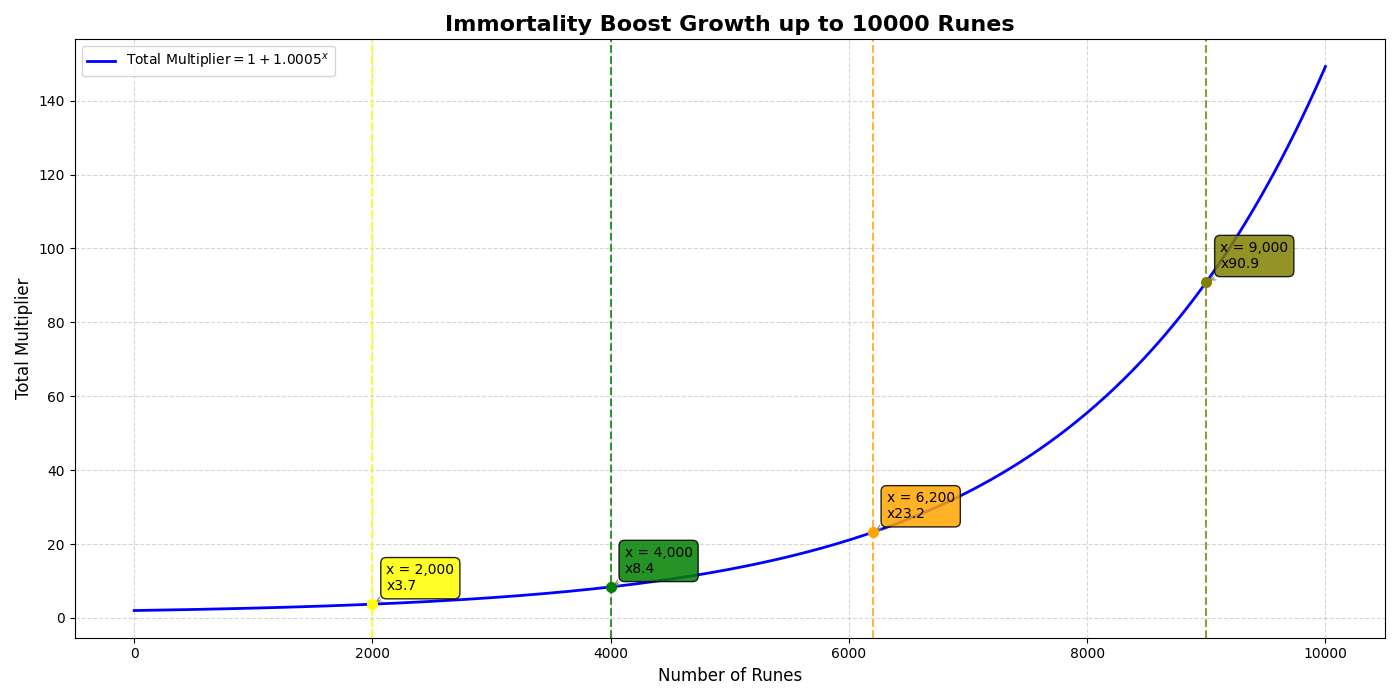 Immortality Boost Growth up to 10000 Runes
Total Multiplier = 1 + 1.0005^x
140
120
100
80
60
40
20
0
Total Multiplier
x = 2,000
x3.7
x = 4,000
x8.4
x = 6,200
x23.2
x = 9,000
x90.9
0
2000
4000
6000
8000
10000
Number of Runes